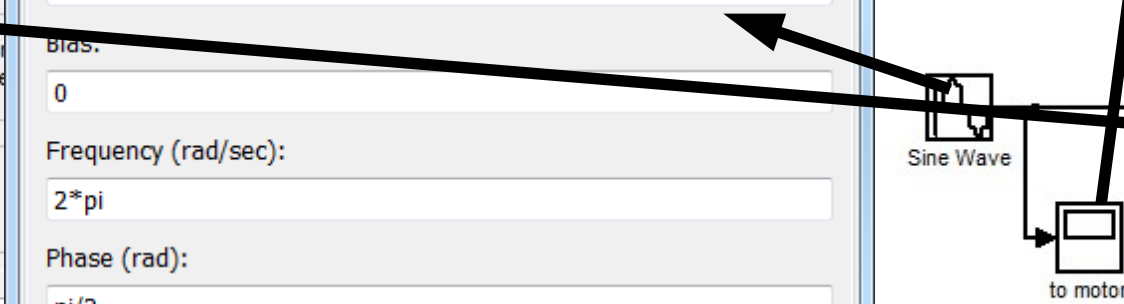 Bias:
0
Frequency (rad/sec):
2*pi
Phase (rad):
Sine Wave
to motor